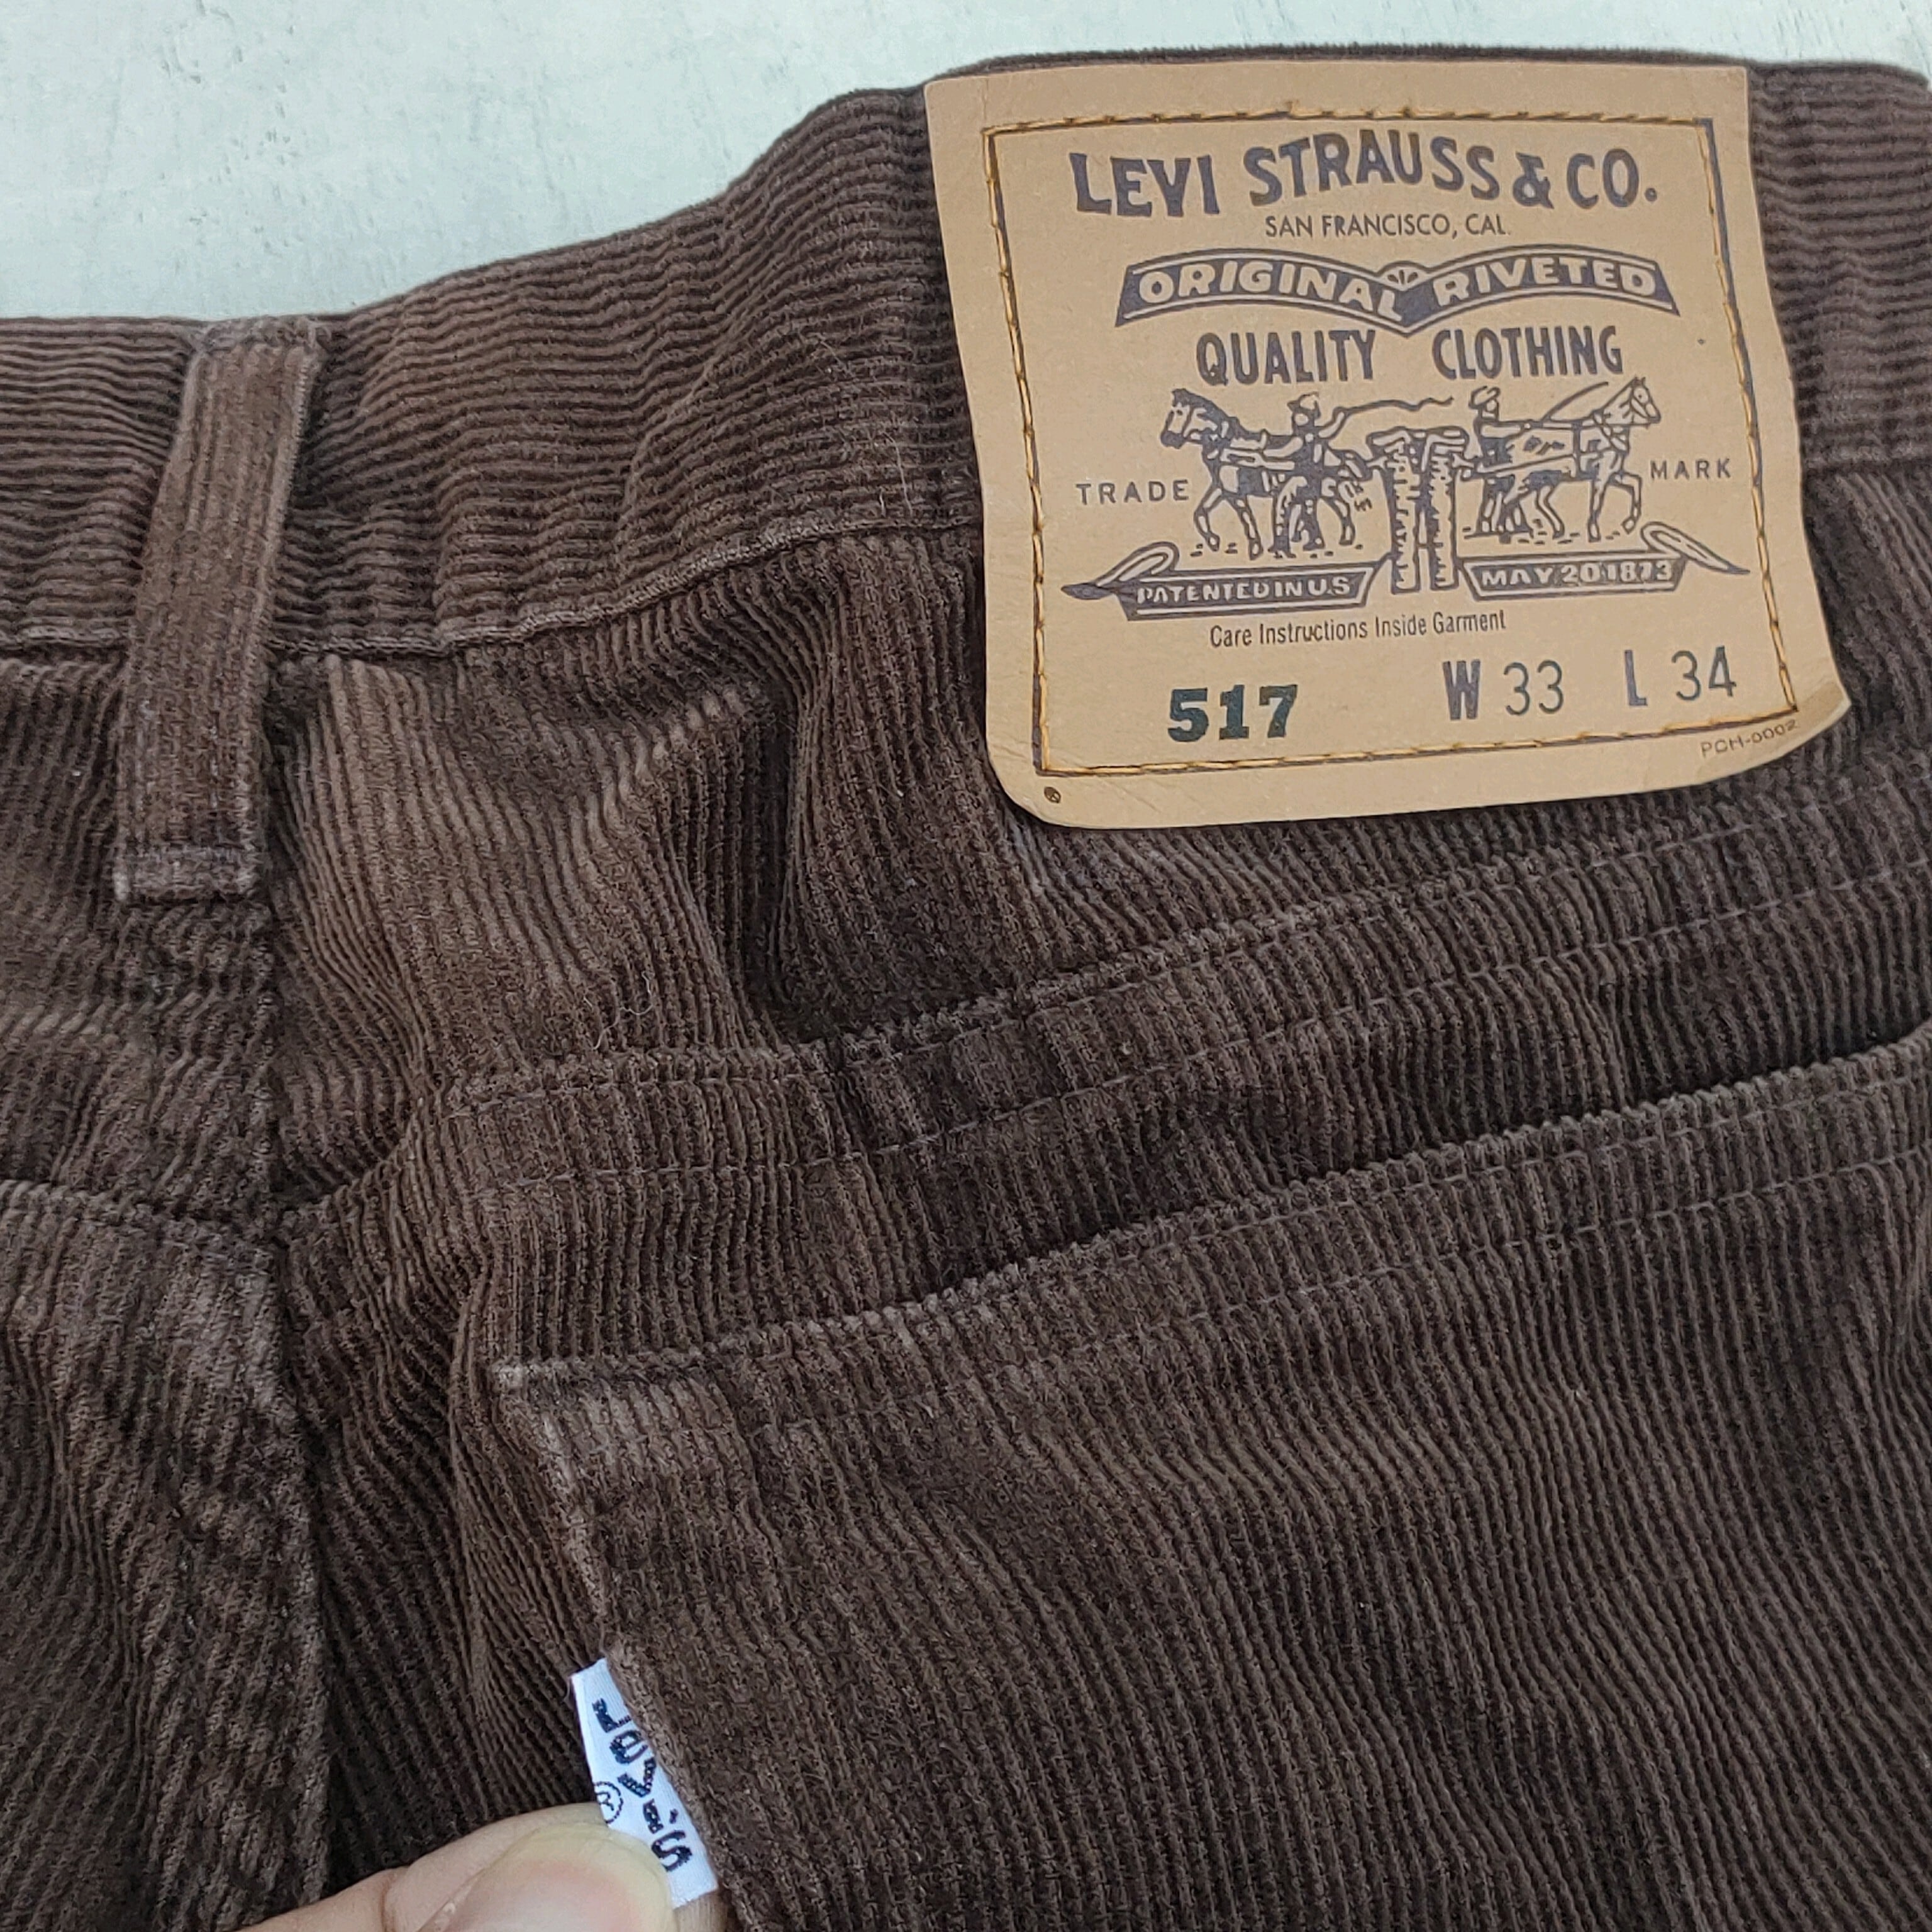 LEVI STRAUSS & CO.
SAN FRANCISCO, CAL.
ORIGINAL RIVETED
QUALITY CLOTHING
TRADE MARK
PATENTED IN U.S MAY 20 1873
Care Instructions Inside Garment
517 W 33 L 34
PCH-0002
Levi's ®